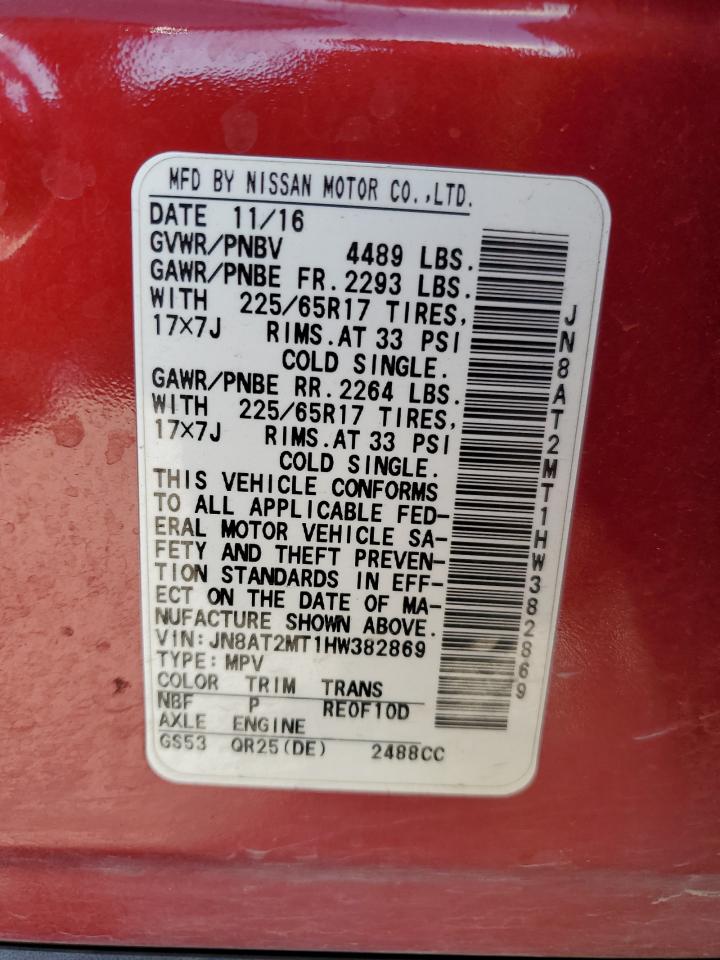 MFD BY NISSAN MOTOR CO.,LTD.
DATE 11/16
GVWR/PNBV 4489 LBS.
GAWR/PNBE FR.2293 LBS.
WITH 225/65R17 TIRES,
17×7J RIMS.AT 33 PSI
COLD SINGLE.
GAWR/PNBE RR.2264 LBS.
WITH 225/65R17 TIRES,
17×7J RIMS.AT 33 PSI
COLD SINGLE.
THIS VEHICLE CONFORMS
TO ALL APPLICABLE FED-
ERAL MOTOR VEHICLE SA-
FETY AND THEFT PREVEN-
TION STANDARDS IN EFF-
ECT ON THE DATE OF MA-
NUFACTURE SHOWN ABOVE.
VIN:JN8AT2MT1HW382869
TYPE:MPV
COLOR TRIM TRANS
NBF P RE0F10D
AXLE ENGINE
GS53 QR25(DE) 2488CC
JN8AT2MT1HW382869